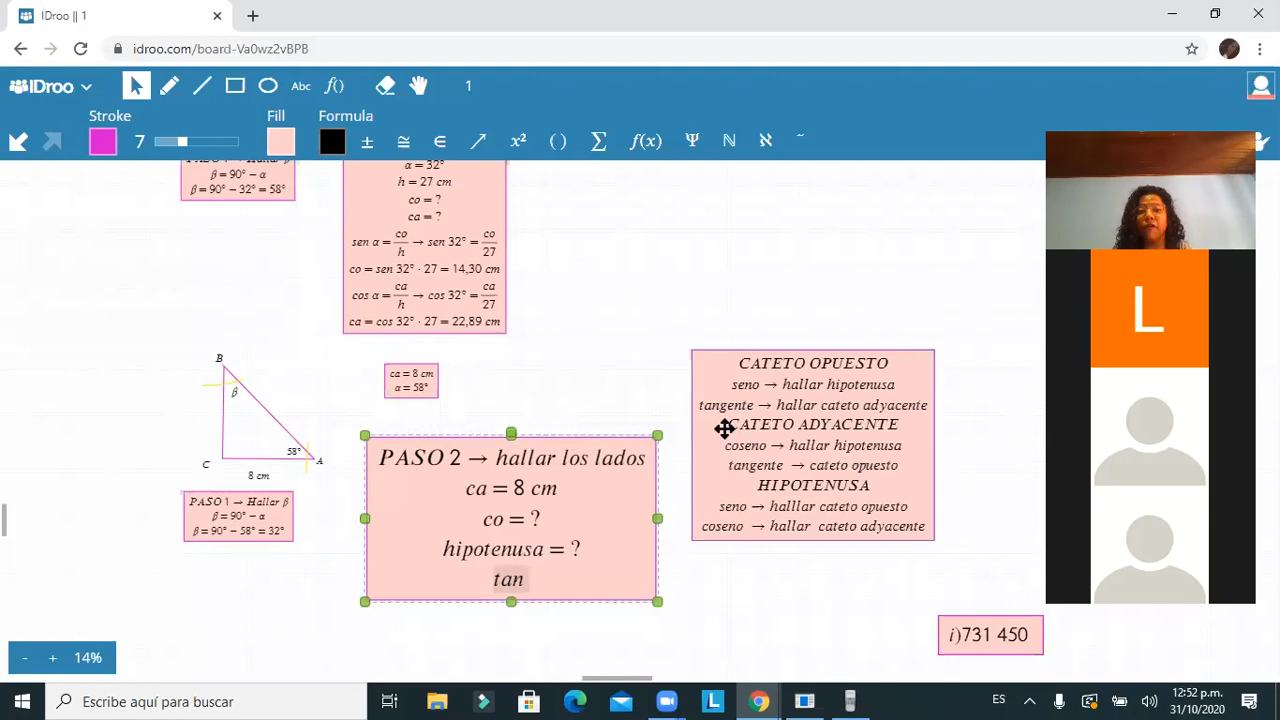 IDroo || 1
idroo.com/board-Va0wz2vBPB
IDroo
Abc
f()
1
Stroke
Fill
Formula
7
± ≅ ∈ x² ( ) ∑ f(x) Ψ ℕ ℵ ~
β = 90° − α
β = 90° − 32° = 58°
α = 32°
h = 27 cm
co = ?
ca = ?
sen α = co/h → sen 32° = co/27
co = sen 32° · 27 = 14,30 cm
cos α = ca/h → cos 32° = ca/27
ca = cos 32° · 27 = 22,89 cm
B
β
58°
C
A
8 cm
ca = 8 cm
α = 58°
PASO 1 → Hallar β
β = 90° − α
β = 90° − 58° = 32°
PASO 2 → hallar los lados
ca = 8 cm
co = ?
hipotenusa = ?
tan
CATETO OPUESTO
seno → hallar hipotenusa
tangente → hallar cateto adyacente
CATETO ADYACENTE
coseno → hallar hipotenusa
tangente → cateto opuesto
HIPOTENUSA
seno → halllar cateto opuesto
coseno → hallar cateto adyacente
i)731 450
L
- + 14%
Escribe aquí para buscar
L
ES
12:52 p.m.
31/10/2020